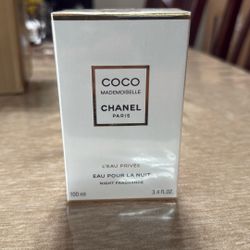 COCO
MADEMOISELLE
CHANEL
PARIS
L'EAU PRIVÉE
EAU POUR LA NUIT
NIGHT FRAGRANCE
100 ml
3.4 FL.OZ.